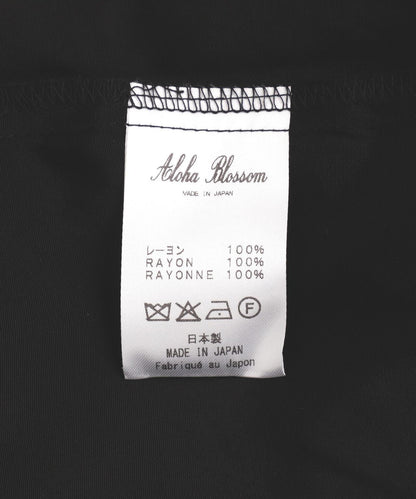 Aloha Blossom
MADE IN JAPAN
レーヨン 100%
RAYON 100%
RAYONNE 100%
F
日本製
MADE IN JAPAN
Fabriqué au Japon